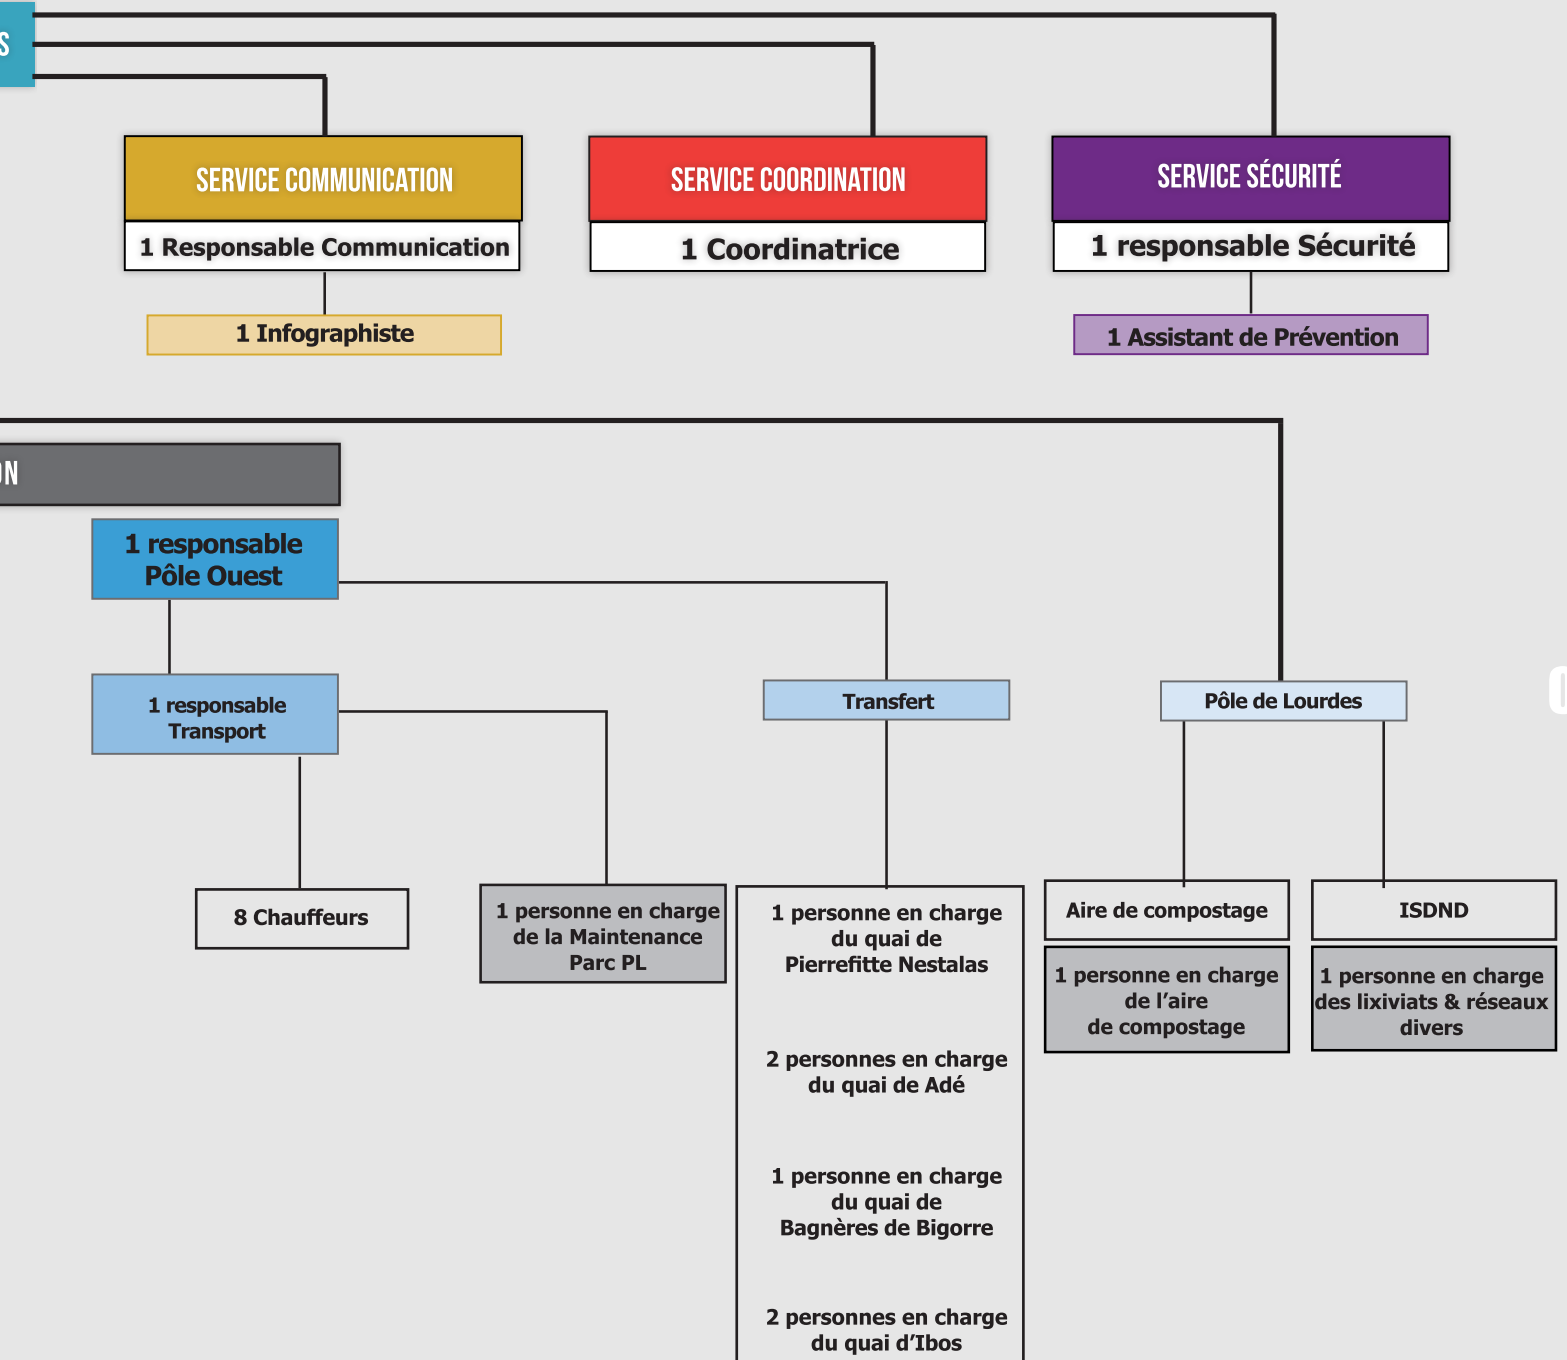 SERVICE COMMUNICATION
1 Responsable Communication
1 Infographiste
SERVICE COORDINATION
1 Coordinatrice
SERVICE SÉCURITÉ
1 responsable Sécurité
1 Assistant de Prévention
1 responsable
Pôle Ouest
1 responsable
Transport
Transfert
Pôle de Lourdes
8 Chauffeurs
1 personne en charge
de la Maintenance
Parc PL
1 personne en charge
du quai de
Pierrefitte Nestalas
2 personnes en charge
du quai de Adé
1 personne en charge
du quai de
Bagnères de Bigorre
2 personnes en charge
du quai d’Ibos
Aire de compostage
1 personne en charge
de l’aire
de compostage
ISDND
1 personne en charge
des lixiviats & réseaux
divers